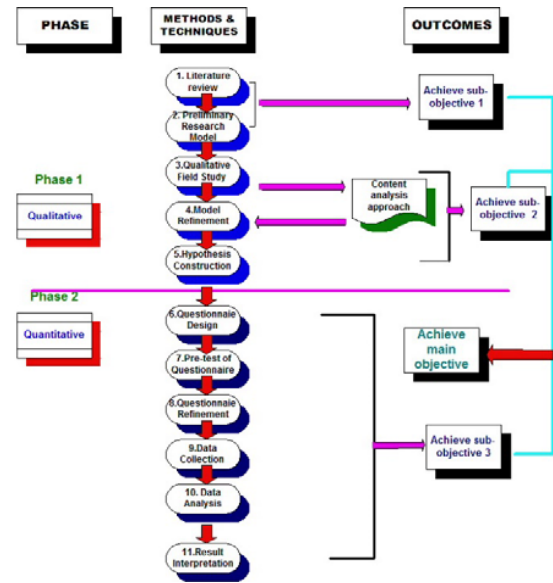 PHASE
METHODS &
TECHNIQUES
OUTCOMES
1. Literature
review
2. Preliminary
Research
Model
Achieve sub-
objective 1
3.Qualitative
Field Study
Phase 1
Qualitative
Content
analysis
approach
4.Model
Refinement
Achieve sub-
objective 2
5.Hypothesis
Construction
Phase 2
Quantitative
6.Questionnaie
Design
7.Pre-test of
Questionnaire
Achieve
main
objective
8.Questionnaie
Refinement
9.Data
Collection
Achieve sub-
objective 3
10. Data
Analysis
11.Result
Interpretation